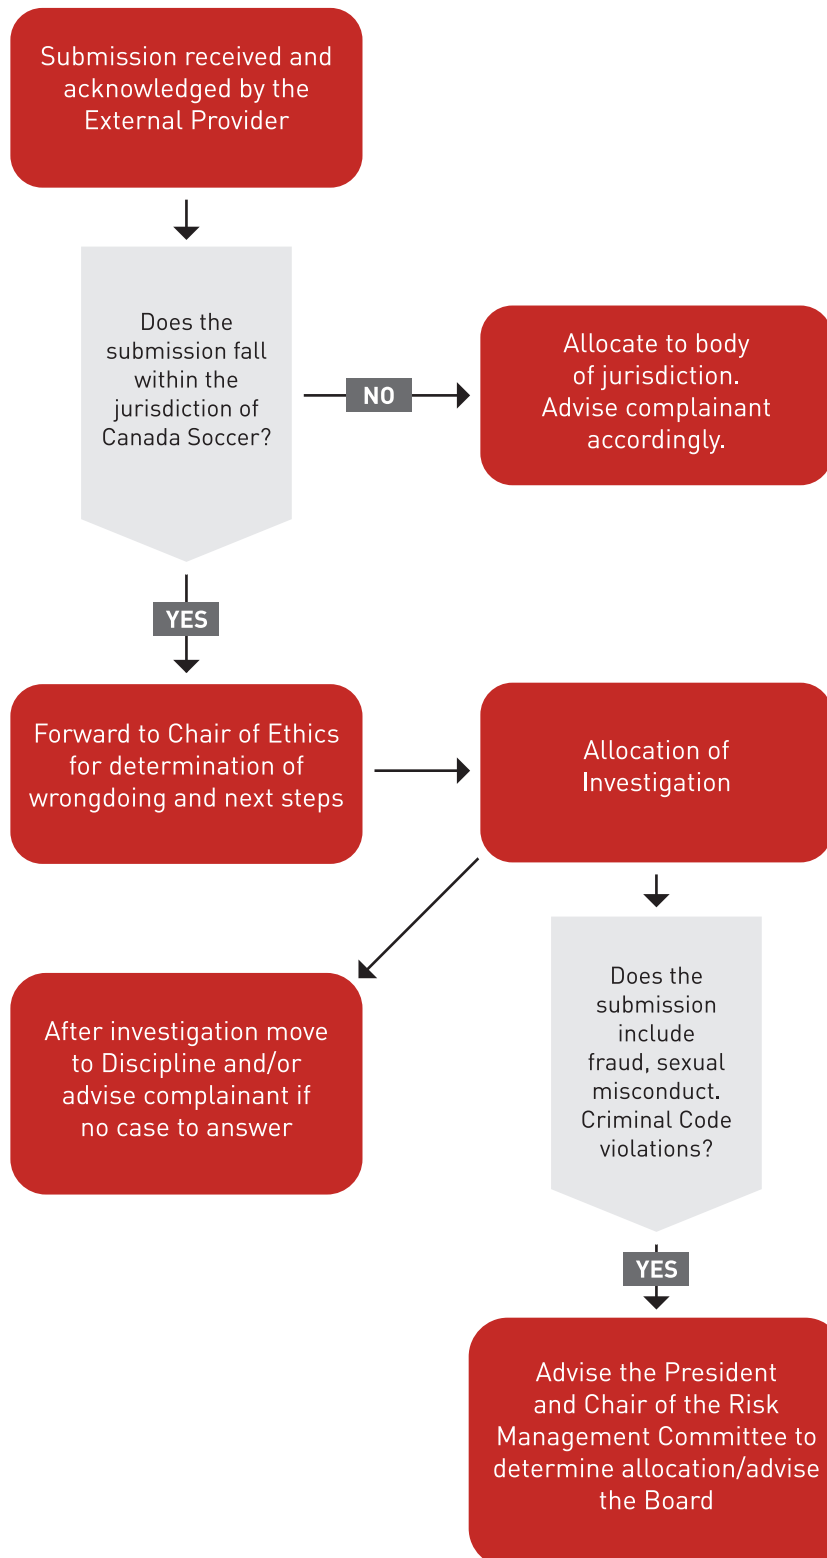 Submission received and
acknowledged by the
External Provider
Does the
submission fall
within the
jurisdiction of
Canada Soccer?
NO
Allocate to body
of jurisdiction.
Advise complainant
accordingly.
YES
Forward to Chair of Ethics
for determination of
wrongdoing and next steps
Allocation of
Investigation
After investigation move
to Discipline and/or
advise complainant if
no case to answer
Does the
submission
include
fraud, sexual
misconduct.
Criminal Code
violations?
YES
Advise the President
and Chair of the Risk
Management Committee to
determine allocation/advise
the Board